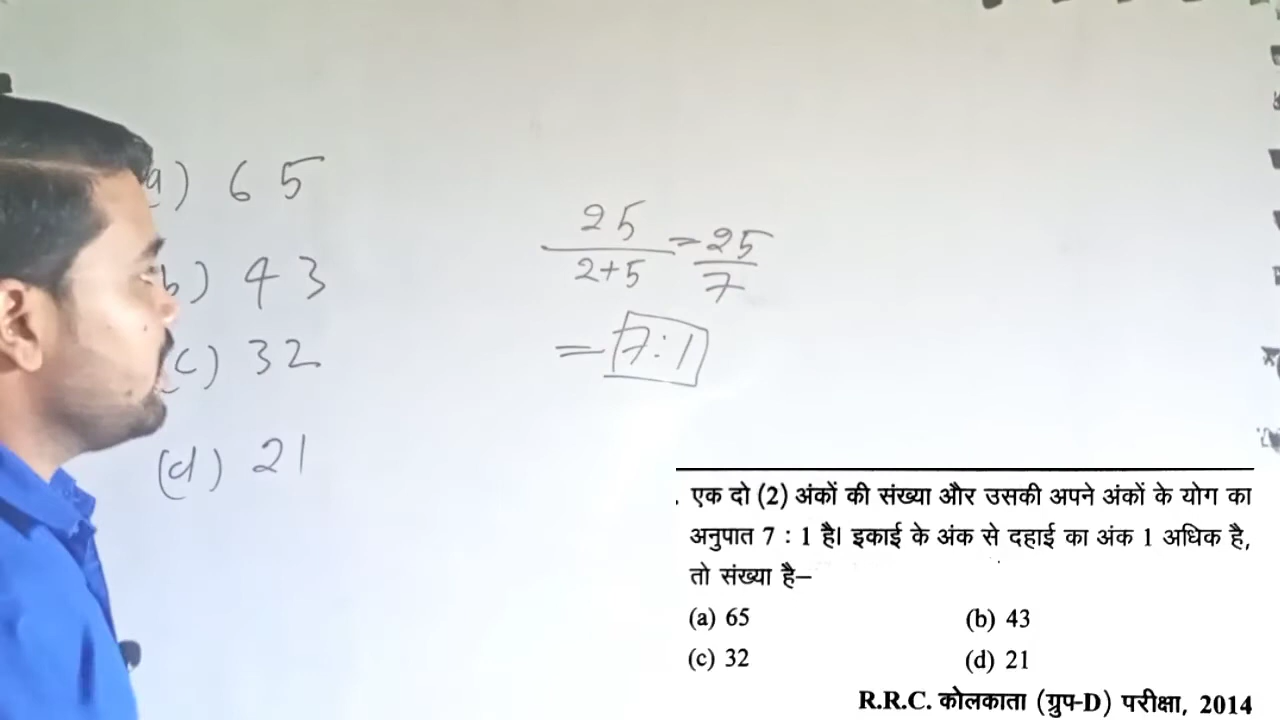 a) 65
b) 43
(c) 32
(d) 21
25
2+5
= 25
7
= 7:1
. एक दो (2) अंकों की संख्या और उसकी अपने अंकों के योग का
अनुपात 7 : 1 है। इकाई के अंक से दहाई का अंक 1 अधिक है,
तो संख्या है–
(a) 65 (b) 43
(c) 32 (d) 21
R.R.C. कोलकाता (ग्रुप-D) परीक्षा, 2014